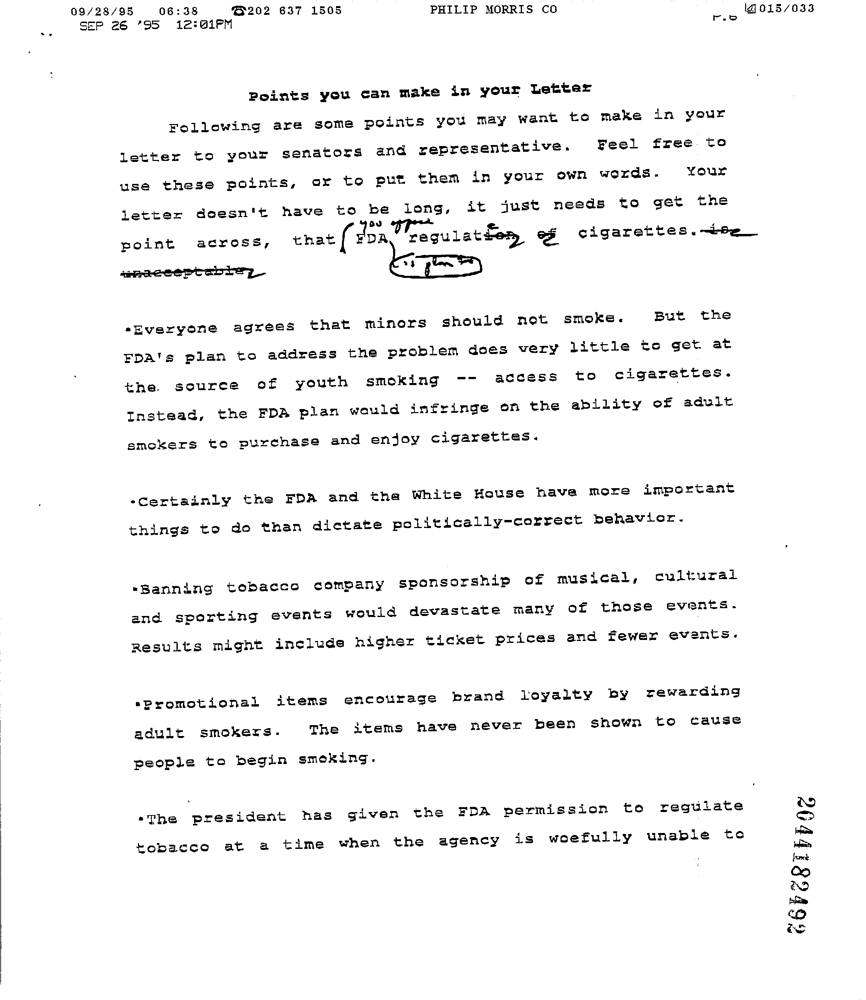 09/28/95 06:38 ☎202 637 1505 PHILIP MORRIS CO 015/033
SEP 26 '95 12:01PM P.6
Points you can make in your Letter
Following are some points you may want to make in your
letter to your senators and representative. Feel free to
use these points, or to put them in your own words. Your
letter doesn't have to be long, it just needs to get the
you oppose
point across, that FDA regulation of cigarettes. is
unacceptable
's plan to
•Everyone agrees that minors should not smoke. But the
FDA's plan to address the problem does very little to get at
the source of youth smoking -- access to cigarettes.
Instead, the FDA plan would infringe on the ability of adult
smokers to purchase and enjoy cigarettes.
•Certainly the FDA and the White House have more important
things to do than dictate politically-correct behavior.
•Banning tobacco company sponsorship of musical, cultural
and sporting events would devastate many of those events.
Results might include higher ticket prices and fewer events.
•Promotional items encourage brand loyalty by rewarding
adult smokers. The items have never been shown to cause
people to begin smoking.
•The president has given the FDA permission to regulate
tobacco at a time when the agency is woefully unable to
2044182492